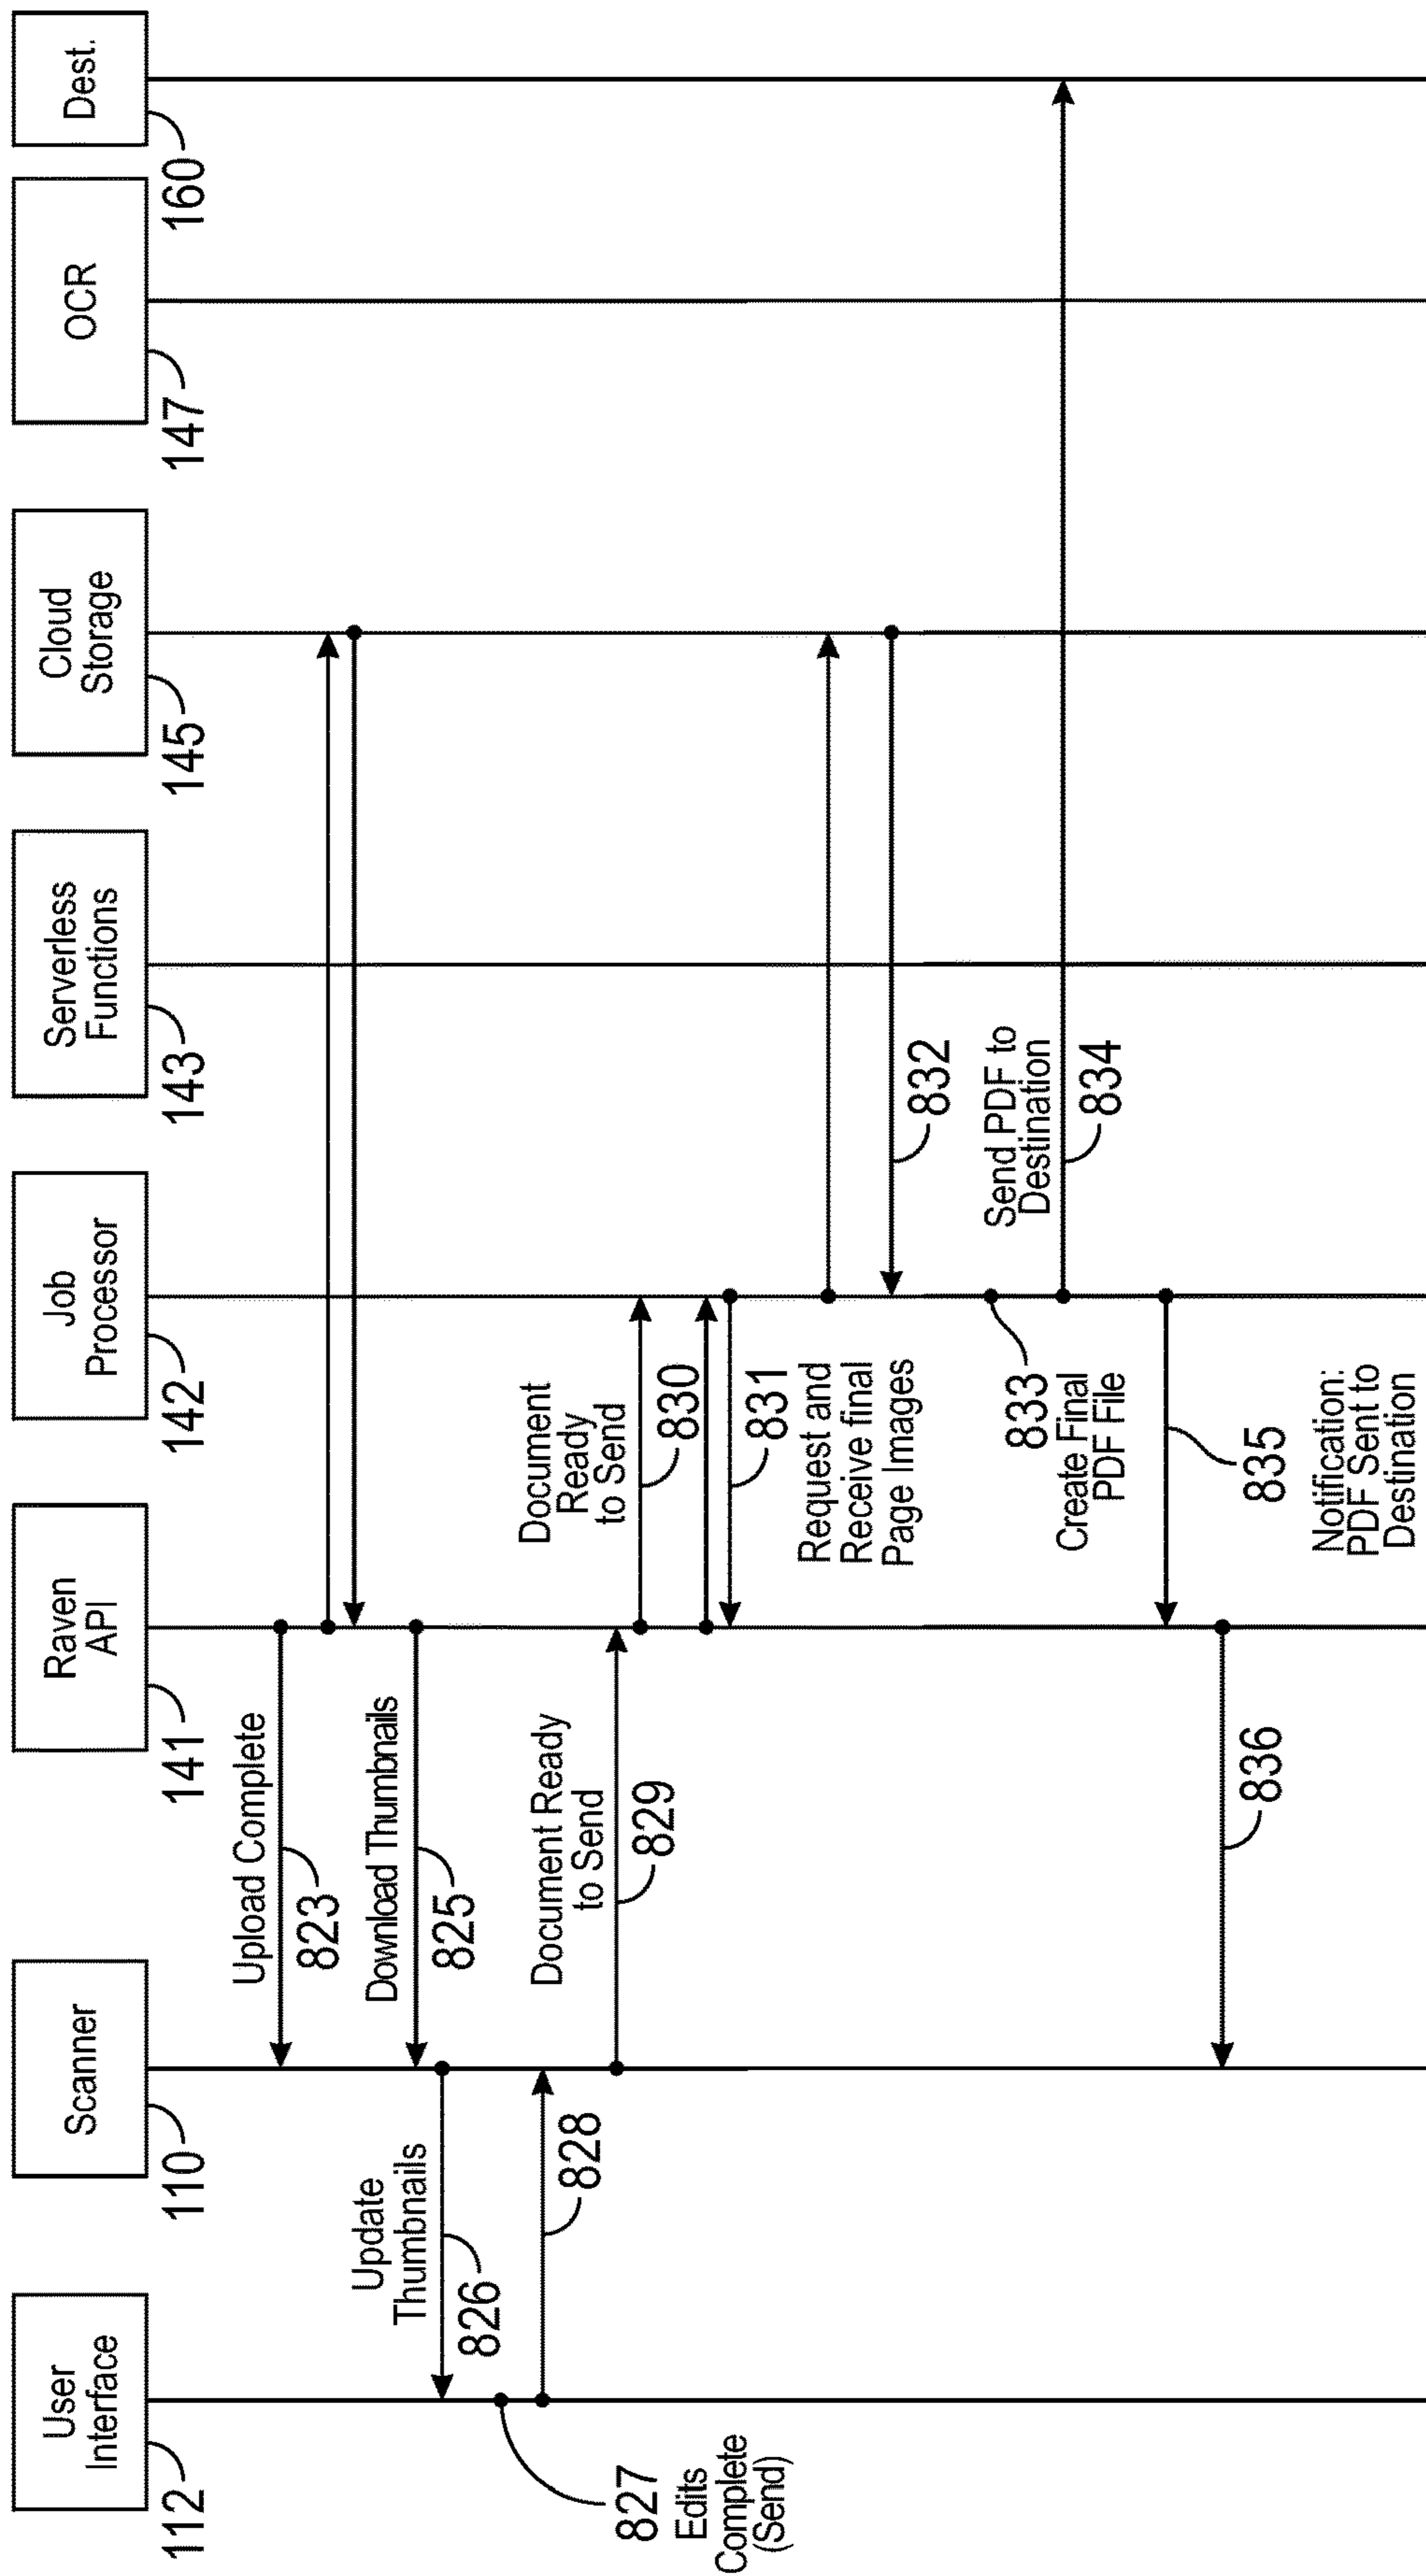 User
Interface
112
Scanner
110
Raven
API
141
Job
Processor
142
Serverless
Functions
143
Cloud
Storage
145
OCR
147
Dest.
160
Upload Complete
823
Download Thumbnails
825
Update
Thumbnails
826
827
Edits
Complete
(Send)
828
Document Ready
to Send
829
Document
Ready
to Send
830
831
Request and
Receive final
Page Images
832
833
Create Final
PDF File
Send PDF to
Destination
834
835
Notification:
PDF Sent to
Destination
836